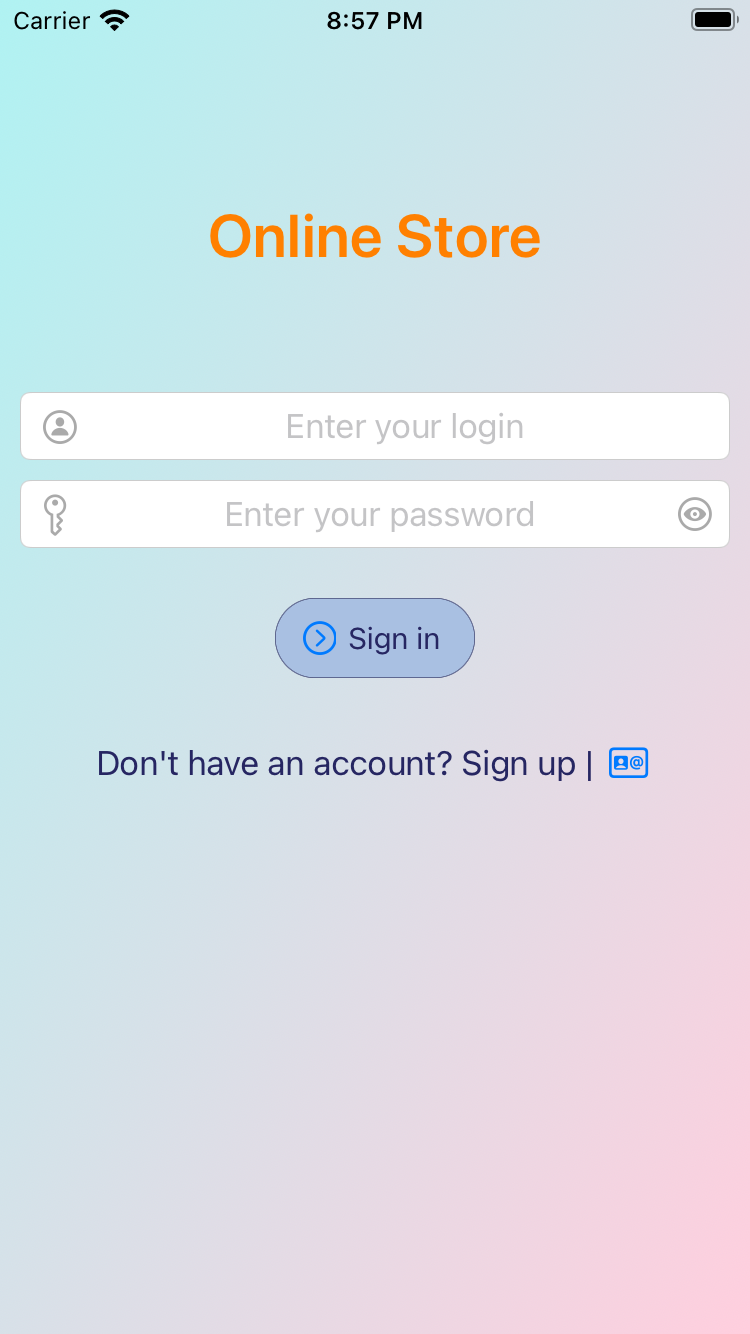 Carrier 8:57 PM
Online Store
Enter your login
Enter your password
Sign in
Don't have an account? Sign up |